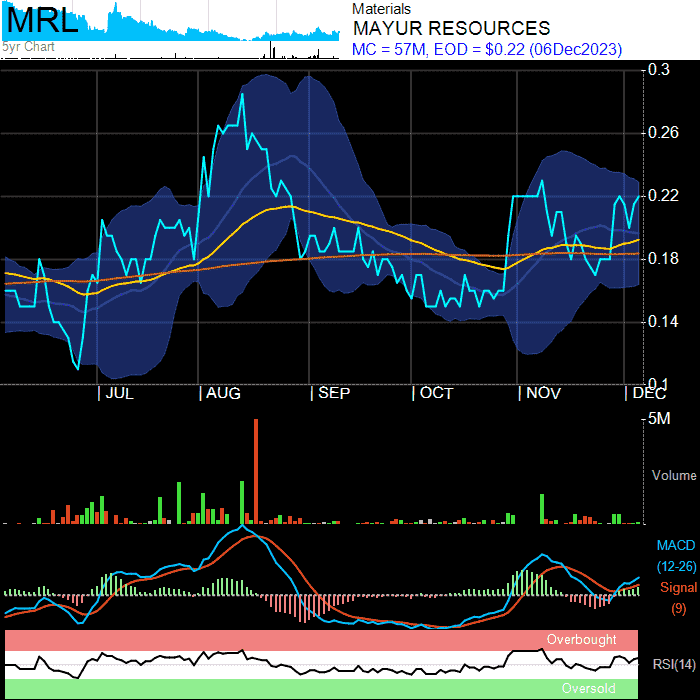 MRL
5yr Chart
Materials
MAYUR RESOURCES
MC = 57M, EOD = $0.22 (06Dec2023)
0.3
0.26
0.22
0.18
0.14
0.1
| JUL | AUG | SEP | OCT | NOV | DEC
5M
Volume
MACD
(12-26)
Signal
(9)
Overbought
RSI(14)
Oversold